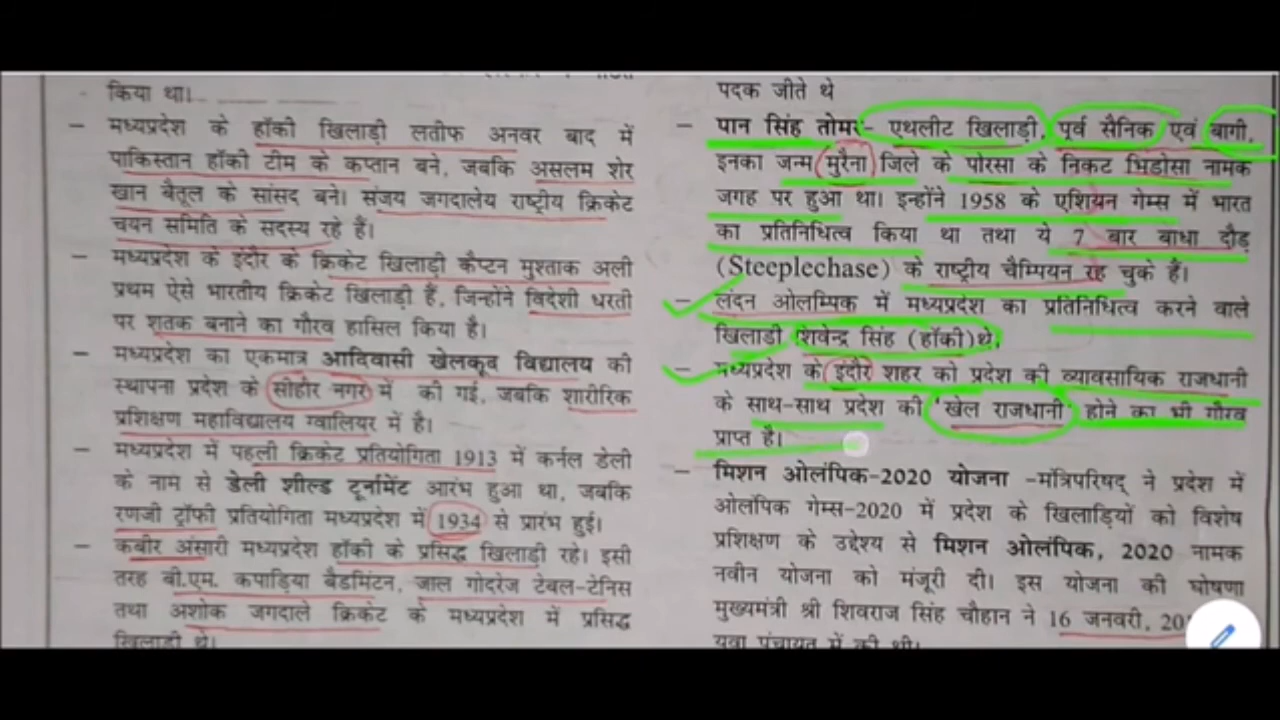 किया था।
– मध्यप्रदेश के हॉकी खिलाड़ी लतीफ अनवर बाद में
पाकिस्तान हॉकी टीम के कप्तान बने, जबकि असलम शेर
खान बैतूल के सांसद बने। संजय जगदालेय राष्ट्रीय क्रिकेट
चयन समिति के सदस्य रहे हैं।
– मध्यप्रदेश के इंदौर के क्रिकेट खिलाड़ी कैप्टन मुश्ताक अली
प्रथम ऐसे भारतीय क्रिकेट खिलाड़ी हैं, जिन्होंने विदेशी धरती
पर शतक बनाने का गौरव हासिल किया है।
– मध्यप्रदेश का एकमात्र आदिवासी खेलकूद विद्यालय की
स्थापना प्रदेश के सीहोर नगर में की गई, जबकि शारीरिक
प्रशिक्षण महाविद्यालय ग्वालियर में है।
– मध्यप्रदेश में पहली क्रिकेट प्रतियोगिता 1913 में कर्नल डेली
के नाम से डेली शील्ड टूर्नामेंट आरंभ हुआ था, जबकि
रणजी ट्रॉफी प्रतियोगिता मध्यप्रदेश में 1934 से प्रारंभ हुई।
– कबीर अंसारी मध्यप्रदेश हॉकी के प्रसिद्ध खिलाड़ी रहे। इसी
तरह बी.एम. कपाड़िया बैडमिंटन, जाल गोदरेज टेबल-टेनिस
तथा अशोक जगदाले क्रिकेट के मध्यप्रदेश में प्रसिद्ध
खिलाड़ी थे।
पदक जीते थे
– पान सिंह तोमर- एथलीट खिलाड़ी, पूर्व सैनिक एवं बागी,
इनका जन्म मुरैना जिले के पोरसा के निकट भिडोसा नामक
जगह पर हुआ था। इन्होंने 1958 के एशियन गेम्स में भारत
का प्रतिनिधित्व किया था तथा ये 7 बार बाधा दौड़
(Steeplechase) के राष्ट्रीय चैम्पियन रह चुके हैं।
– लंदन ओलम्पिक में मध्यप्रदेश का प्रतिनिधित्व करने वाले
खिलाडी शिवेन्द्र सिंह (हॉकी) थे,
– मध्यप्रदेश के इंदौर शहर को प्रदेश की व्यावसायिक राजधानी
के साथ-साथ प्रदेश की 'खेल राजधानी' होने का भी गौरव
प्राप्त है।
– मिशन ओलंपिक-2020 योजना -मंत्रिपरिषद् ने प्रदेश में
ओलंपिक गेम्स-2020 में प्रदेश के खिलाड़ियों को विशेष
प्रशिक्षण के उद्देश्य से मिशन ओलंपिक, 2020 नामक
नवीन योजना को मंजूरी दी। इस योजना की घोषणा
मुख्यमंत्री श्री शिवराज सिंह चौहान ने 16 जनवरी,
युवा पंचायत में की थी।